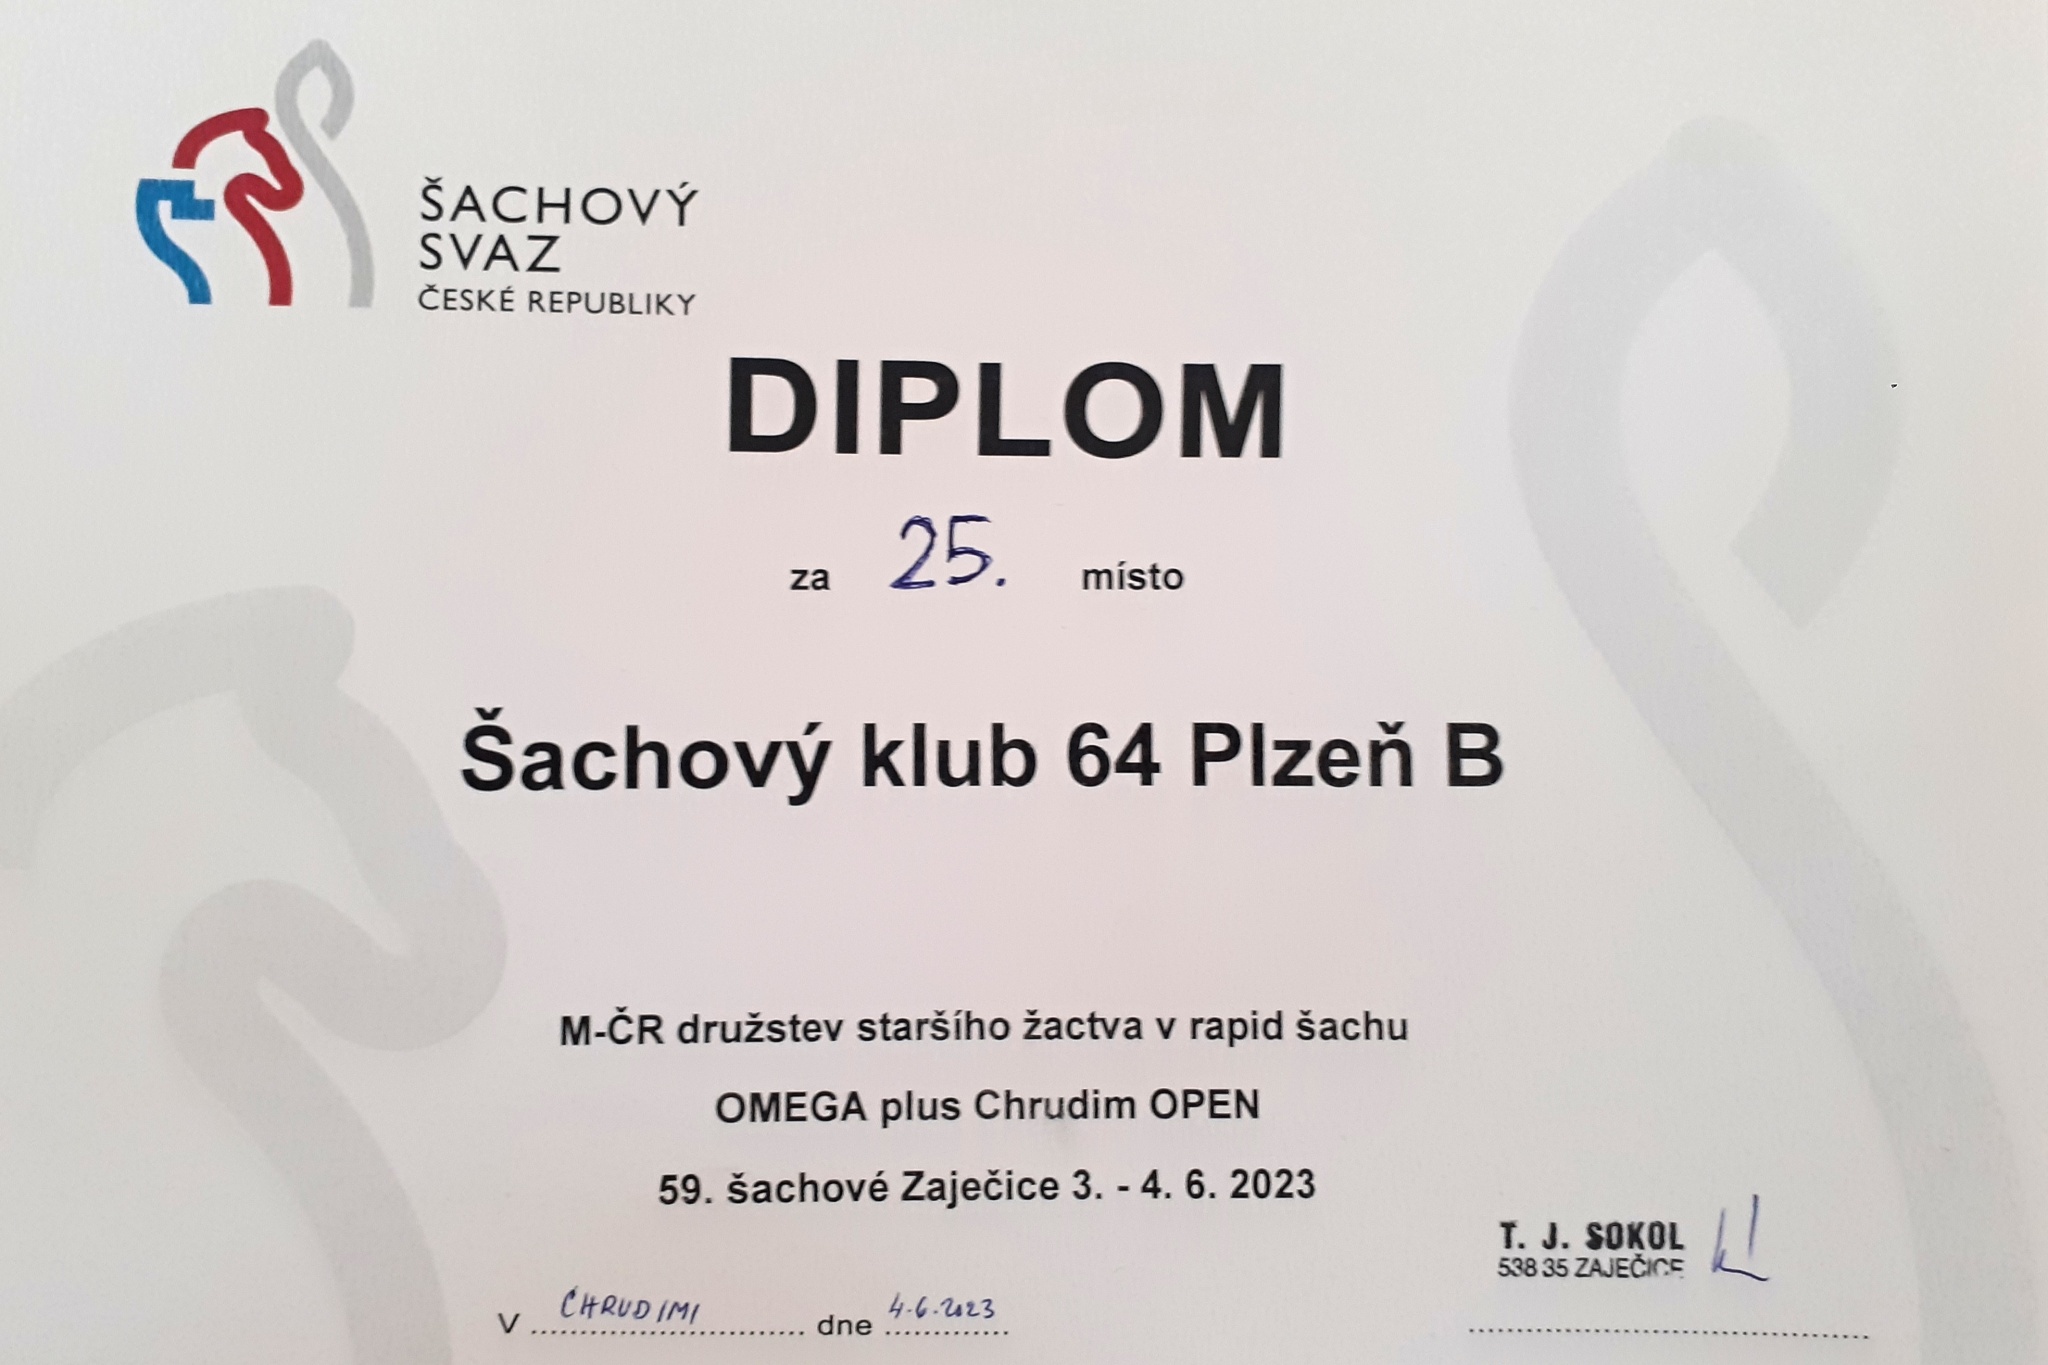 ŠACHOVÝ
SVAZ
ČESKÉ REPUBLIKY
DIPLOM
za 25. místo
Šachový klub 64 Plzeň B
M-ČR družstev staršího žactva v rapid šachu
OMEGA plus Chrudim OPEN
59. šachové Zaječice 3. - 4. 6. 2023
T. J. SOKOL
538 35 ZAJEČICE
V CHRUDIMI dne 4.6.2023